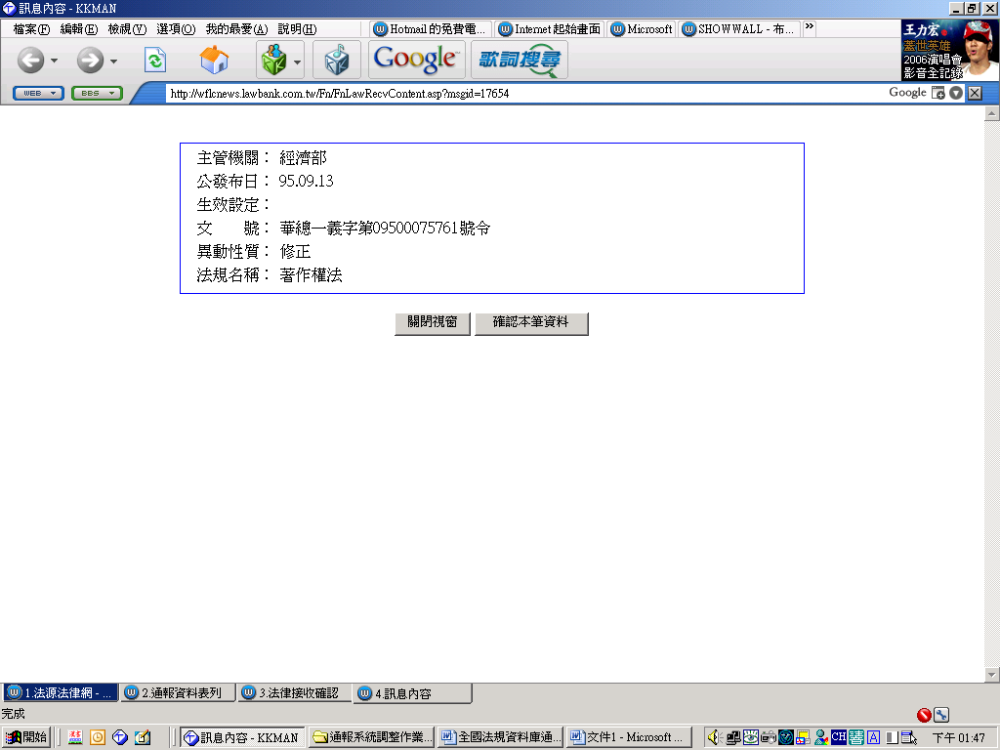 訊息內容 - KKMAN
檔案(F) 編輯(E) 檢視(V) 選項(O) 我的最愛(A) 說明(H) Hotmail 的免費電... Internet 起始畫面 Microsoft SHOWWALL - 布... »
王力宏
蓋世英雄
2006演唱會
影音全記錄
Google 歌詞搜尋
WEB BBS http://wflcnews.lawbank.com.tw/Fn/FnLawRecvContent.asp?msgid=17654 Google
主管機關： 經濟部
公發布日： 95.09.13
生效設定：
文　　號： 華總一義字第09500075761號令
異動性質： 修正
法規名稱： 著作權法
關閉視窗 確認本筆資料
1.法源法律網 - ... 2.通報資料表列 3.法律接收確認 4.訊息內容
完成
開始 訊息內容 - KKMAN 通報系統調整作業... 全國法規資料庫通... 文件1 - Microsoft ... CH A 下午 01:47